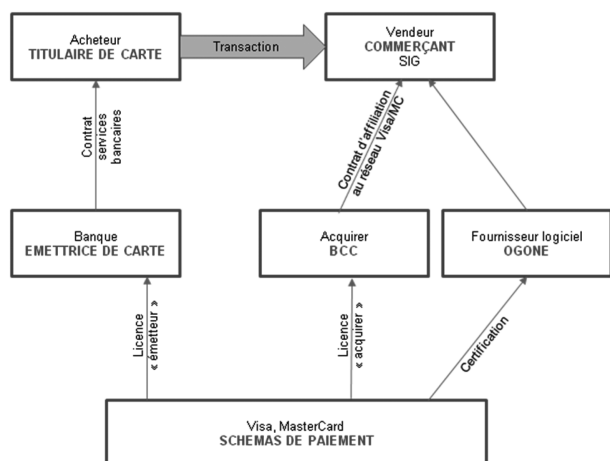 Acheteur
TITULAIRE DE CARTE
Transaction
Vendeur
COMMERÇANT
SIG
Contrat
services
bancaires
Contrat d'affiliation
au réseau Visa/MC
Banque
EMETTRICE DE CARTE
Acquirer
BCC
Fournisseur logiciel
OGONE
Licence
« émetteur »
Licence
« acquirer »
Certification
Visa, MasterCard
SCHEMAS DE PAIEMENT